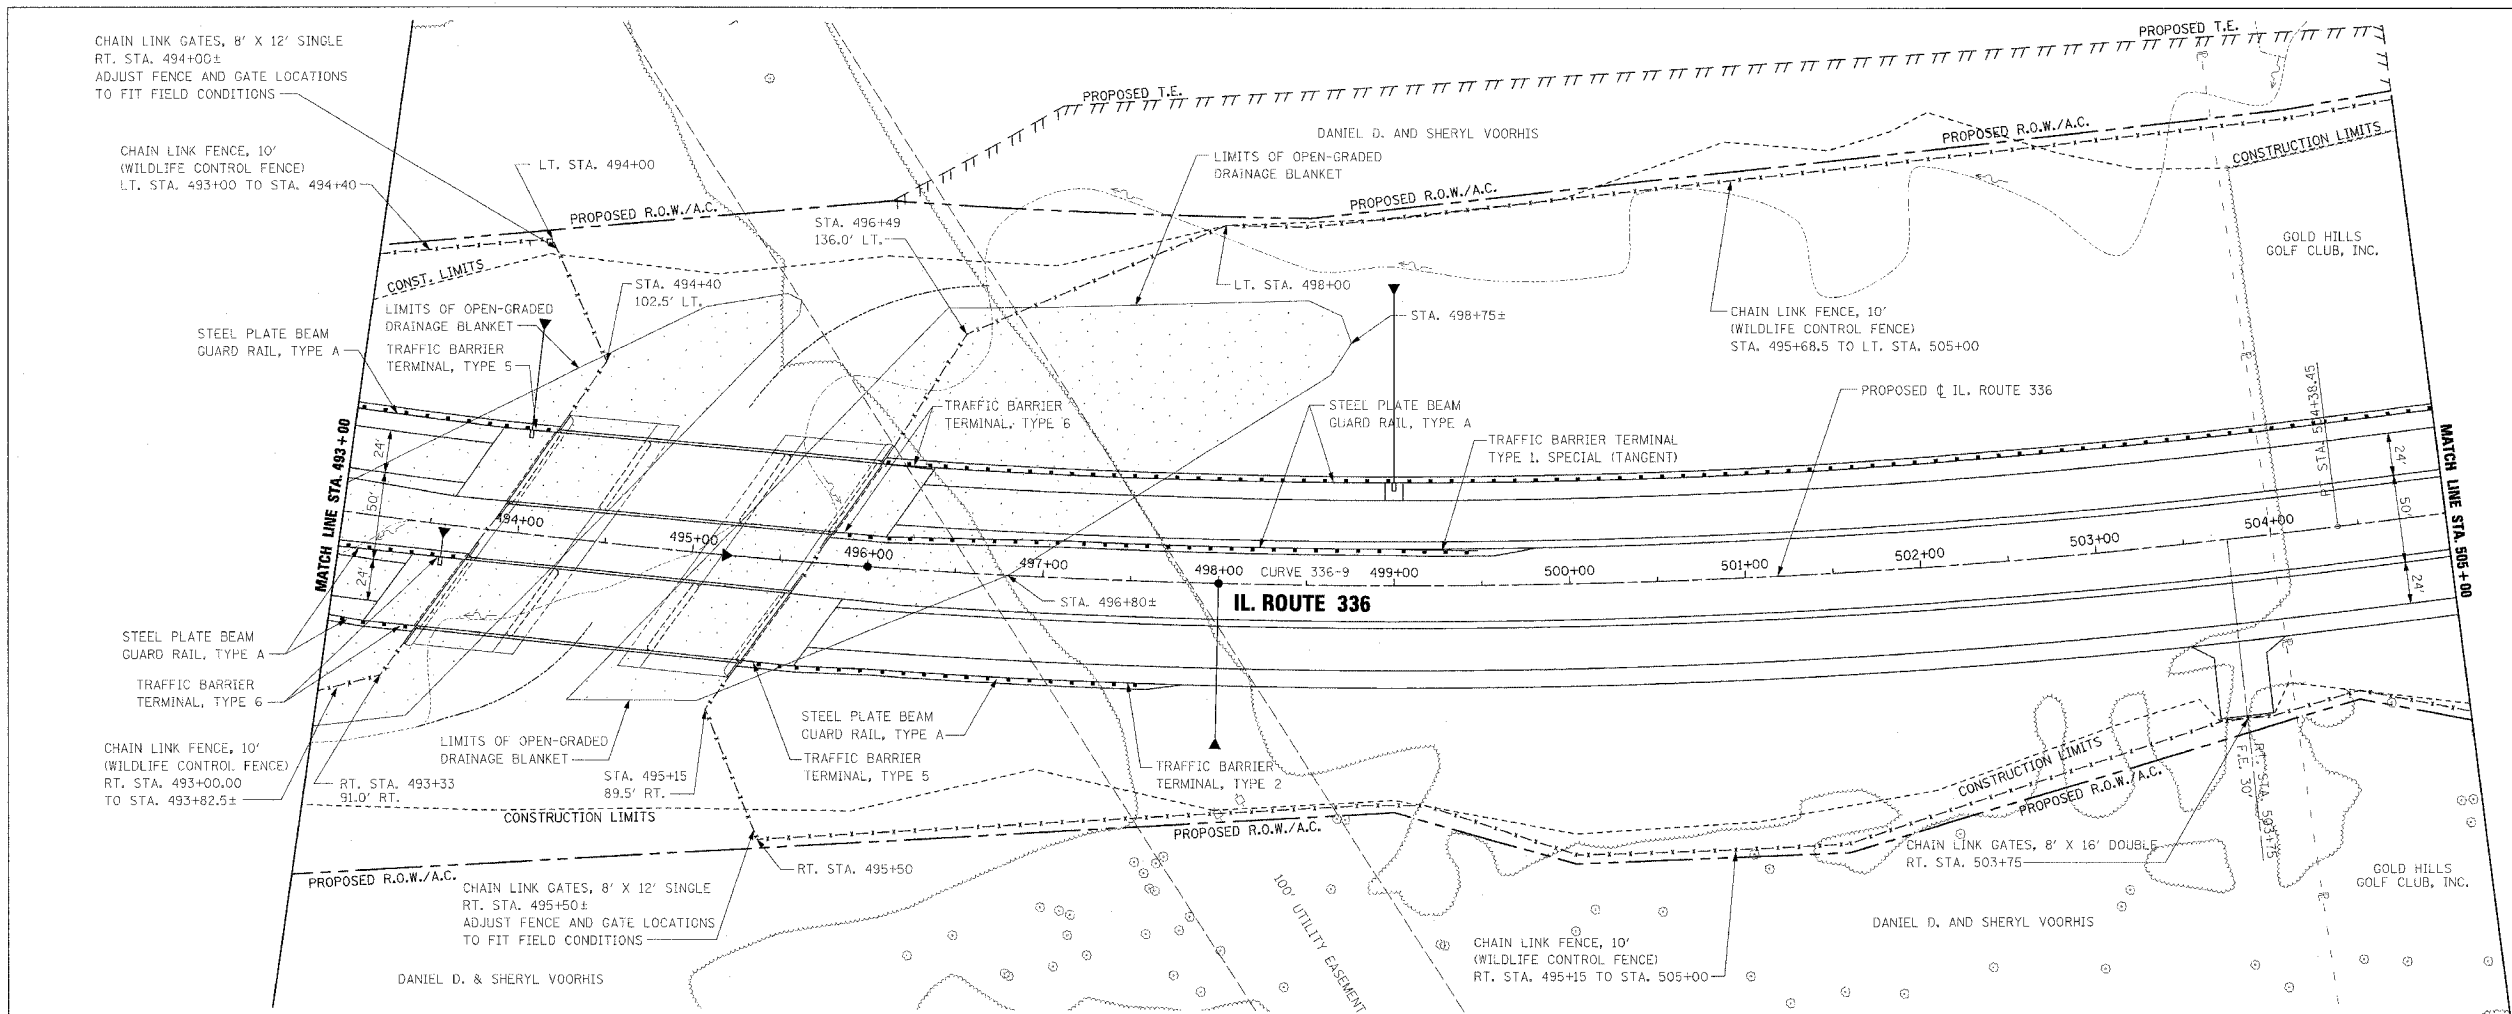 CHAIN LINK GATES, 8' X 12' SINGLE
RT. STA. 494+00±
ADJUST FENCE AND GATE LOCATIONS
TO FIT FIELD CONDITIONS
CHAIN LINK FENCE, 10'
(WILDLIFE CONTROL FENCE)
LT. STA. 493+00 TO STA. 494+40
LT. STA. 494+00
PROPOSED R.O.W./A.C.
CONST. LIMITS
STA. 494+40
102.5' LT.
LIMITS OF OPEN-GRADED
DRAINAGE BLANKET
STEEL PLATE BEAM
GUARD RAIL, TYPE A
TRAFFIC BARRIER
TERMINAL, TYPE 5
PROPOSED T.E.
PROPOSED T.E.
DANIEL D. AND SHERYL VOORHIS
LIMITS OF OPEN-GRADED
DRAINAGE BLANKET
PROPOSED R.O.W./A.C.
PROPOSED R.O.W./A.C.
CONSTRUCTION LIMITS
STA. 496+49
136.0' LT.
LT. STA. 498+00
STA. 498+75±
GOLD HILLS
GOLF CLUB, INC.
CHAIN LINK FENCE, 10'
(WILDLIFE CONTROL FENCE)
STA. 495+68.5 TO LT. STA. 505+00
PROPOSED ℄ IL. ROUTE 336
TRAFFIC BARRIER
TERMINAL, TYPE 6
STEEL PLATE BEAM
GUARD RAIL, TYPE A
TRAFFIC BARRIER TERMINAL
TYPE 1, SPECIAL (TANGENT)
PT STA. 504+38.45
MATCH LINE STA. 493+00
24'
50'
24'
494+00
495+00
496+00
497+00
498+00
CURVE 336-9
499+00
500+00
501+00
502+00
503+00
504+00
24'
50'
24'
MATCH LINE STA. 505+00
STA. 496+80±
IL. ROUTE 336
STEEL PLATE BEAM
GUARD RAIL, TYPE A
TRAFFIC BARRIER
TERMINAL, TYPE 6
CHAIN LINK FENCE, 10'
(WILDLIFE CONTROL FENCE)
RT. STA. 493+00.00
TO STA. 493+82.5±
RT. STA. 493+33
91.0' RT.
LIMITS OF OPEN-GRADED
DRAINAGE BLANKET
STA. 495+15
89.5' RT.
STEEL PLATE BEAM
GUARD RAIL, TYPE A
TRAFFIC BARRIER
TERMINAL, TYPE 5
TRAFFIC BARRIER
TERMINAL, TYPE 2
CONSTRUCTION LIMITS
PROPOSED R.O.W./A.C.
CONSTRUCTION LIMITS
PROPOSED R.O.W./A.C.
F.E. 30'
RT. STA. 503+75
RT. STA. 495+50
PROPOSED R.O.W./A.C.
CHAIN LINK GATES, 8' X 12' SINGLE
RT. STA. 495+50±
ADJUST FENCE AND GATE LOCATIONS
TO FIT FIELD CONDITIONS
DANIEL D. & SHERYL VOORHIS
100' UTILITY EASEMENT
CHAIN LINK GATES, 8' X 16' DOUBLE
RT. STA. 503+75
GOLD HILLS
GOLF CLUB, INC.
DANIEL D. AND SHERYL VOORHIS
CHAIN LINK FENCE, 10'
(WILDLIFE CONTROL FENCE)
RT. STA. 495+15 TO STA. 505+00